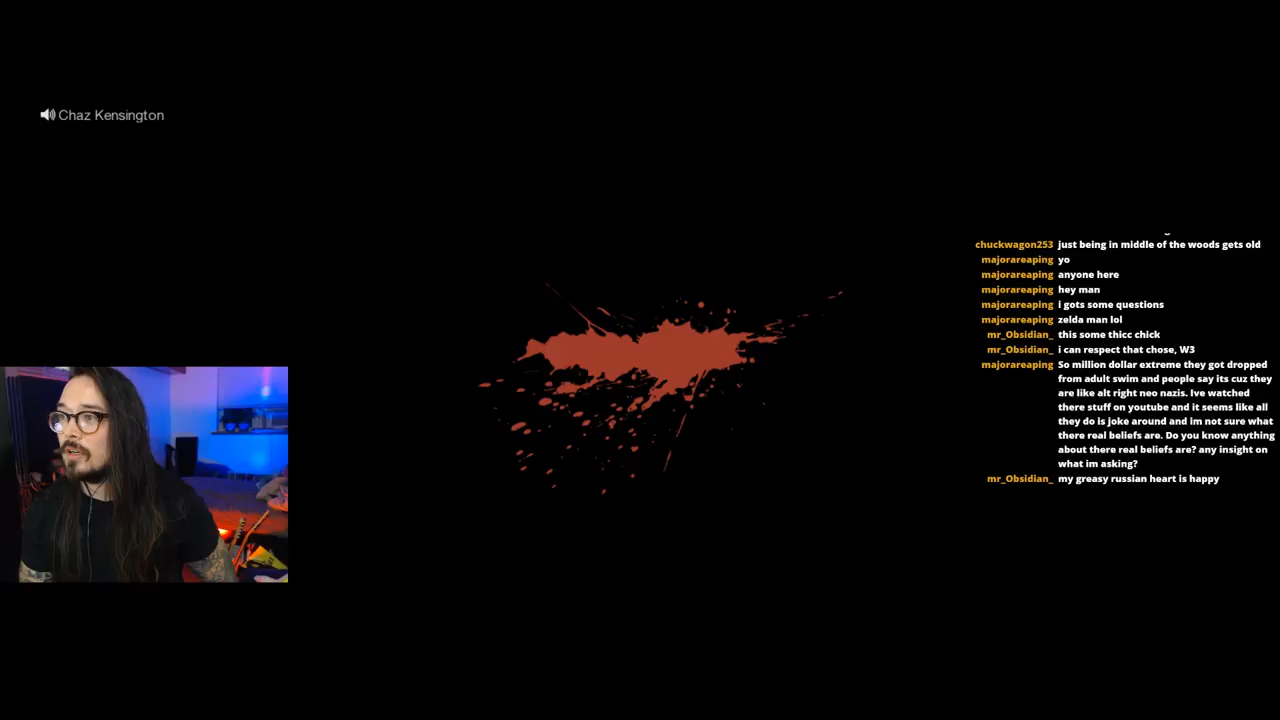 Chaz Kensington
chuckwagon253 just being in middle of the woods gets old
majorareaping yo
majorareaping anyone here
majorareaping hey man
majorareaping i gots some questions
majorareaping zelda man lol
mr_Obsidian_ this some thicc chick
mr_Obsidian_ i can respect that chose, W3
majorareaping So million dollar extreme they got dropped
from adult swim and people say its cuz they
are like alt right neo nazis. Ive watched
there stuff on youtube and it seems like all
they do is joke around and im not sure what
there real beliefs are. Do you know anything
about there real beliefs are? any insight on
what im asking?
mr_Obsidian_ my greasy russian heart is happy